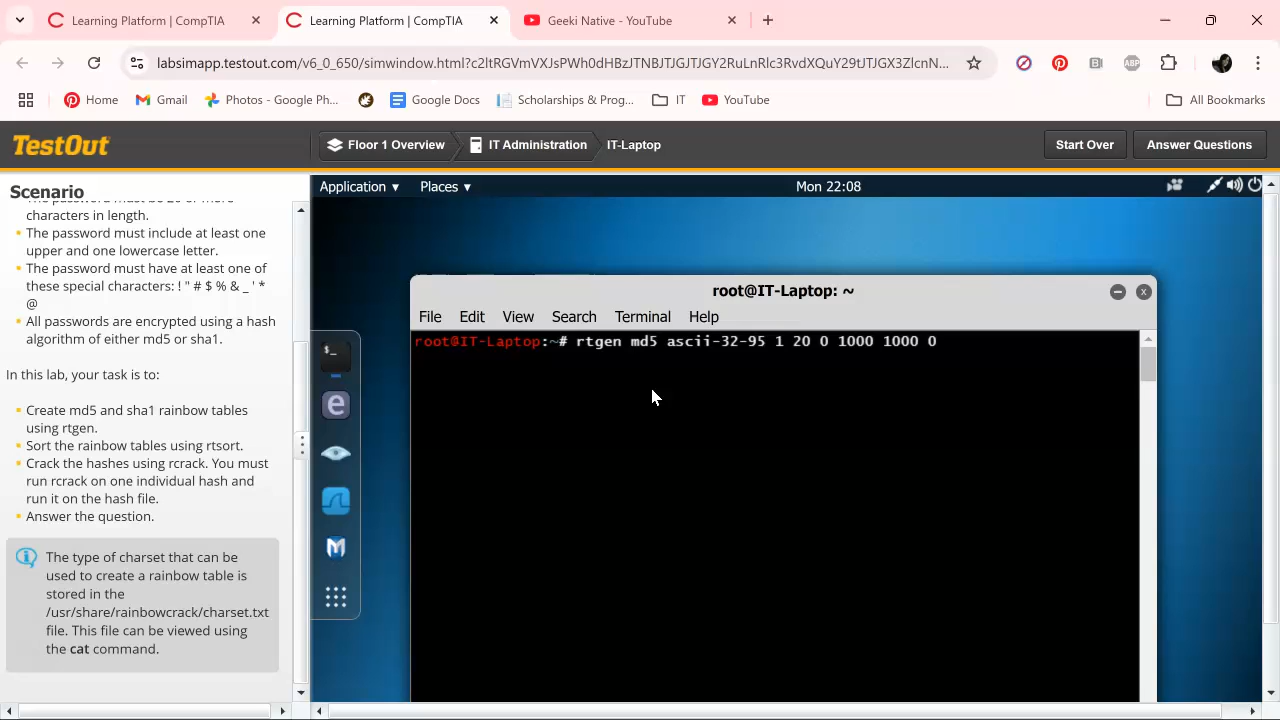 Learning Platform | CompTIA
Learning Platform | CompTIA
Geeki Native - YouTube
labsimapp.testout.com/v6_0_650/simwindow.html?c2ltRGVmVXJsPWh0dHBzJTNBJTJGJTJGY2RuLnRlc3RvdXQuY29tJTJGX3ZlcnN...
Home
Gmail
Photos - Google Ph...
Google Docs
Scholarships & Prog...
IT
YouTube
All Bookmarks
TestOut
Floor 1 Overview
IT Administration
IT-Laptop
Start Over
Answer Questions
Scenario
characters in length.
The password must include at least one
upper and one lowercase letter.
The password must have at least one of
these special characters: ! " # $ % & _ ' *
@
All passwords are encrypted using a hash
algorithm of either md5 or sha1.
In this lab, your task is to:
Create md5 and sha1 rainbow tables
using rtgen.
Sort the rainbow tables using rtsort.
Crack the hashes using rcrack. You must
run rcrack on one individual hash and
run it on the hash file.
Answer the question.
The type of charset that can be
used to create a rainbow table is
stored in the
/usr/share/rainbowcrack/charset.txt
file. This file can be viewed using
the cat command.
Application
Places
Mon 22:08
root@IT-Laptop: ~
File Edit View Search Terminal Help
root@IT-Laptop:~# rtgen md5 ascii-32-95 1 20 0 1000 1000 0